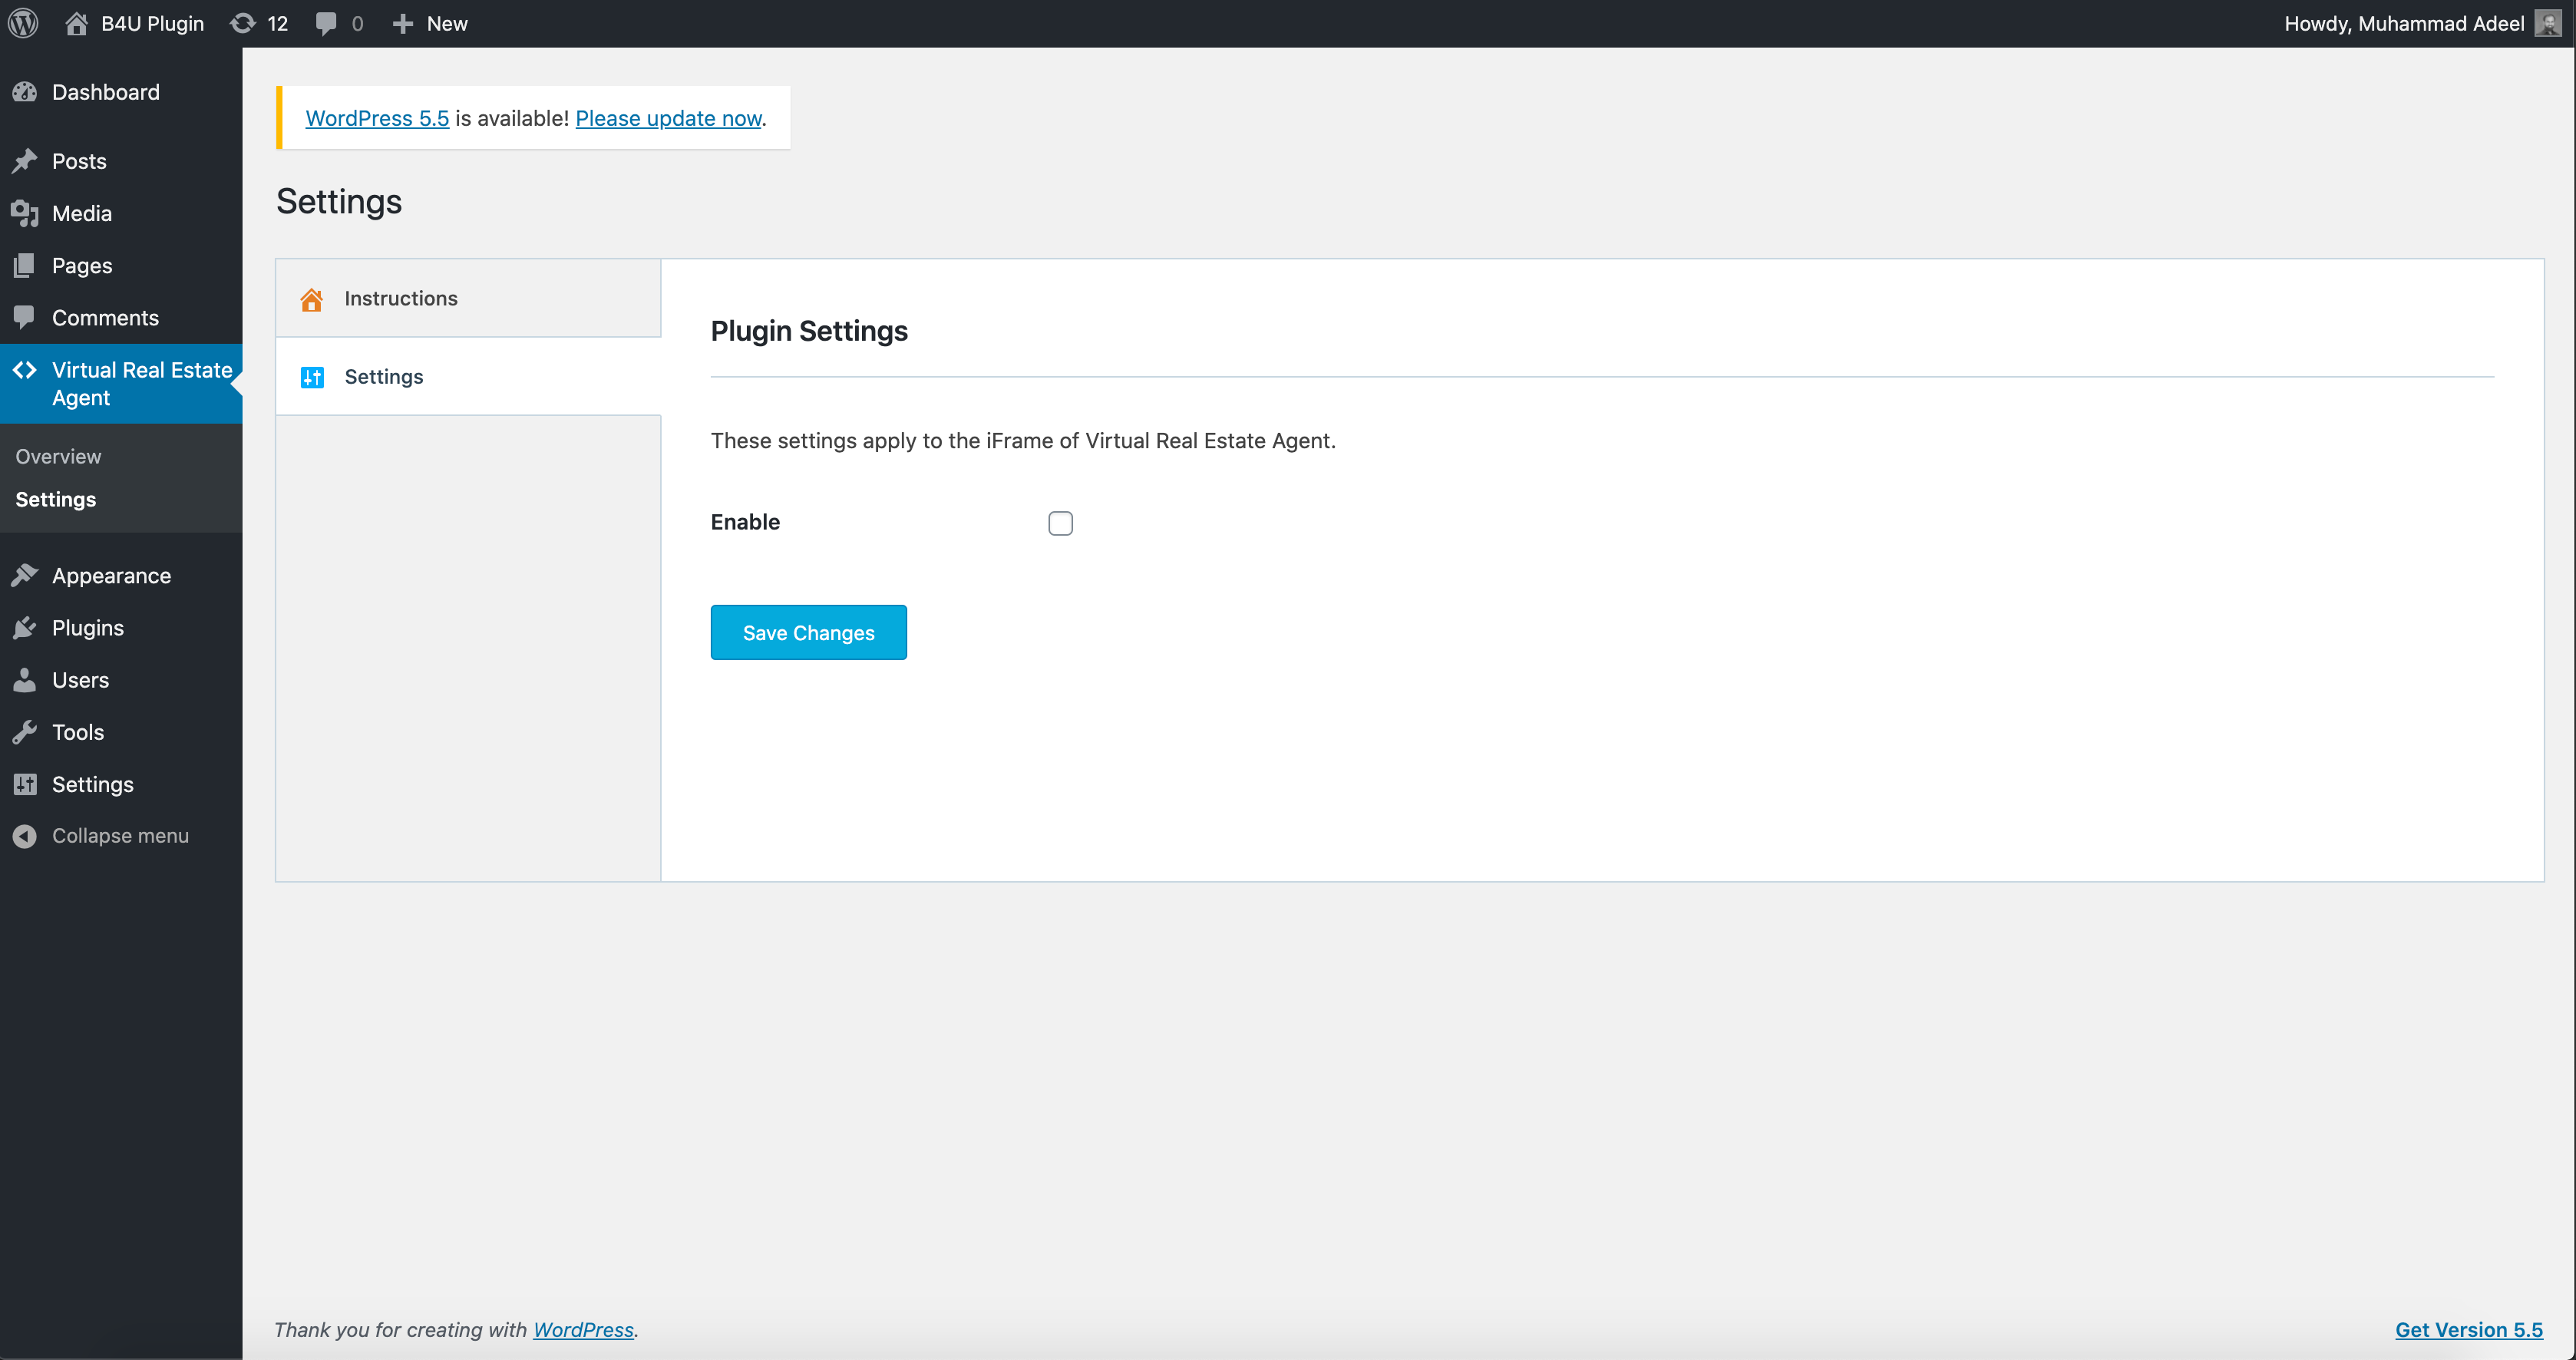 B4U Plugin 12 0 New Howdy, Muhammad Adeel
Dashboard
Posts
Media
Pages
Comments
Virtual Real Estate
Agent
Overview
Settings
Appearance
Plugins
Users
Tools
Settings
Collapse menu
WordPress 5.5 is available! Please update now.
Settings
Instructions
Settings
Plugin Settings
These settings apply to the iFrame of Virtual Real Estate Agent.
Enable
Save Changes
Thank you for creating with WordPress.
Get Version 5.5